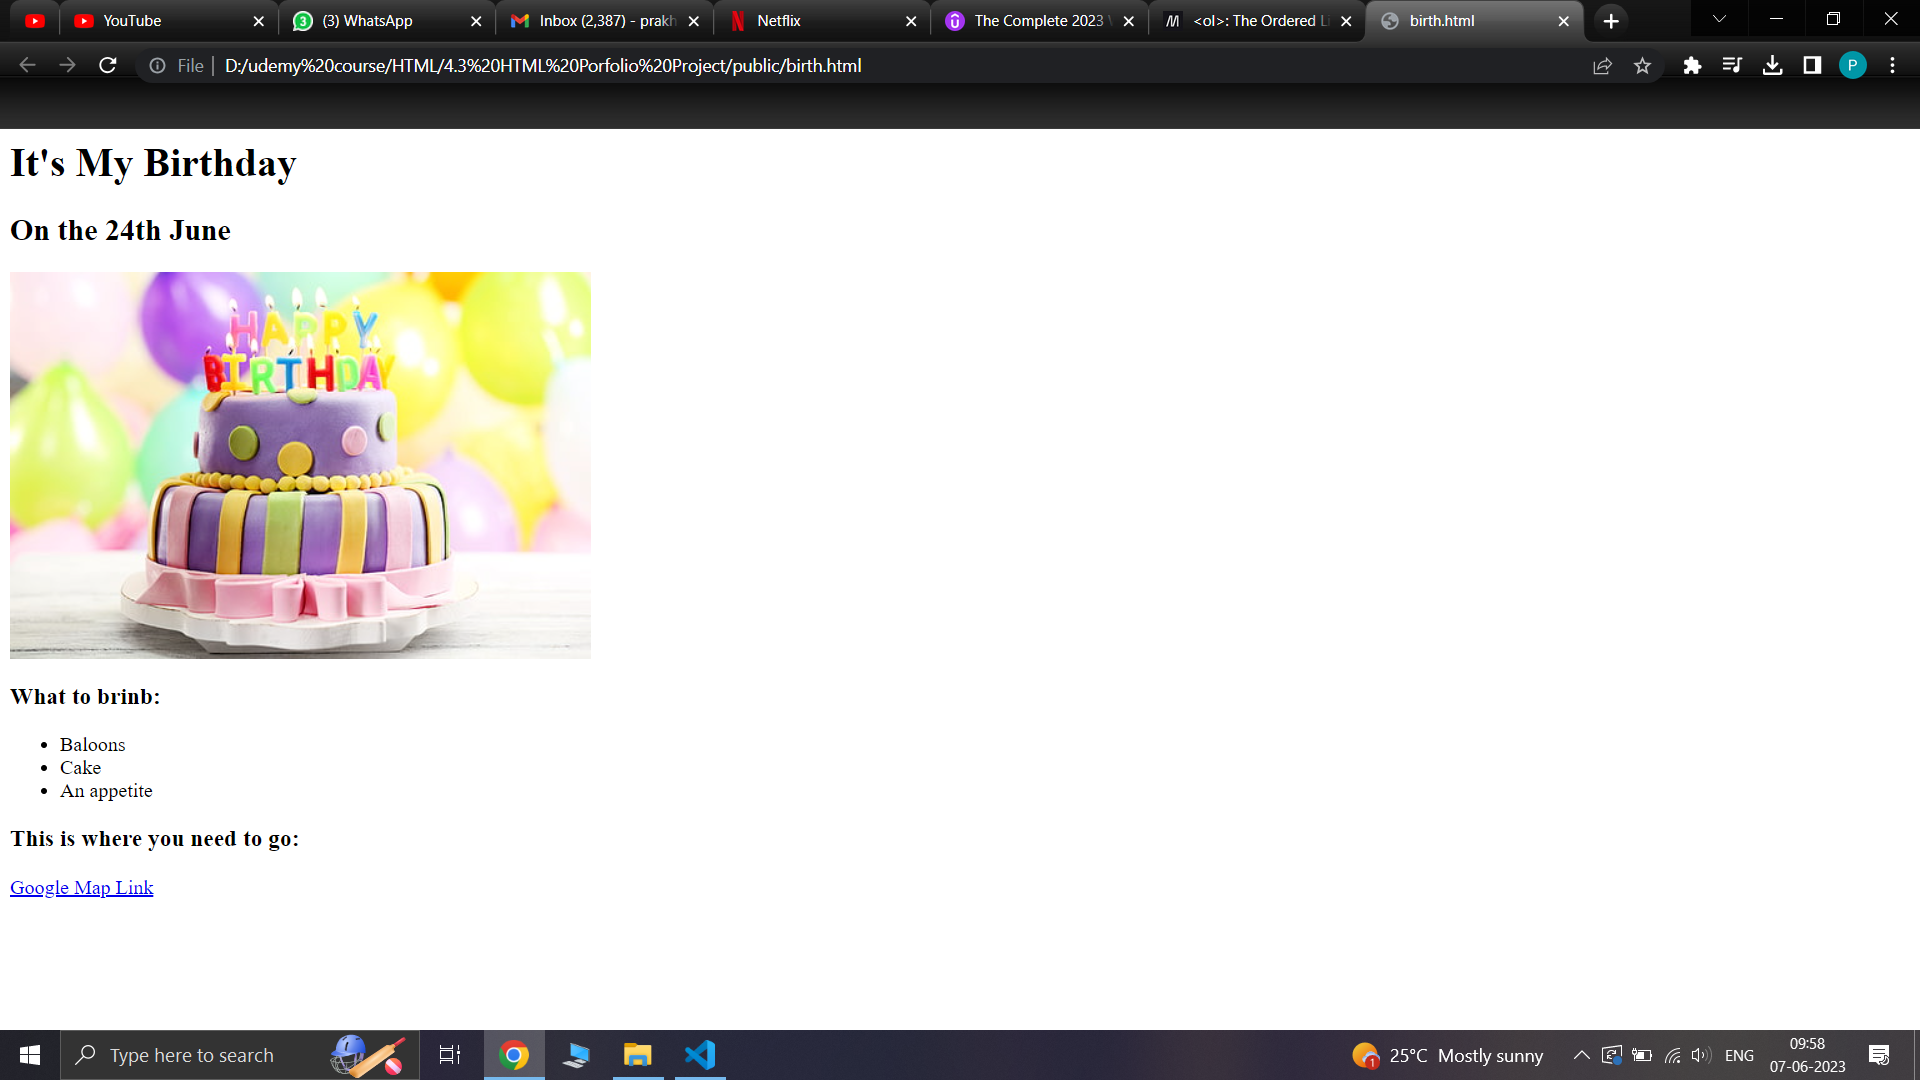 YouTube
(3) WhatsApp
Inbox (2,387) - prakh
Netflix
The Complete 2023
<ol>: The Ordered Li
birth.html
File
D:/udemy%20course/HTML/4.3%20HTML%20Porfolio%20Project/public/birth.html
P
It's My Birthday
On the 24th June
HAPPY
BIRTHDAY
What to brinb:
• Baloons
• Cake
• An appetite
This is where you need to go:
Google Map Link
Type here to search
1
25°C Mostly sunny
ENG
09:58
07-06-2023